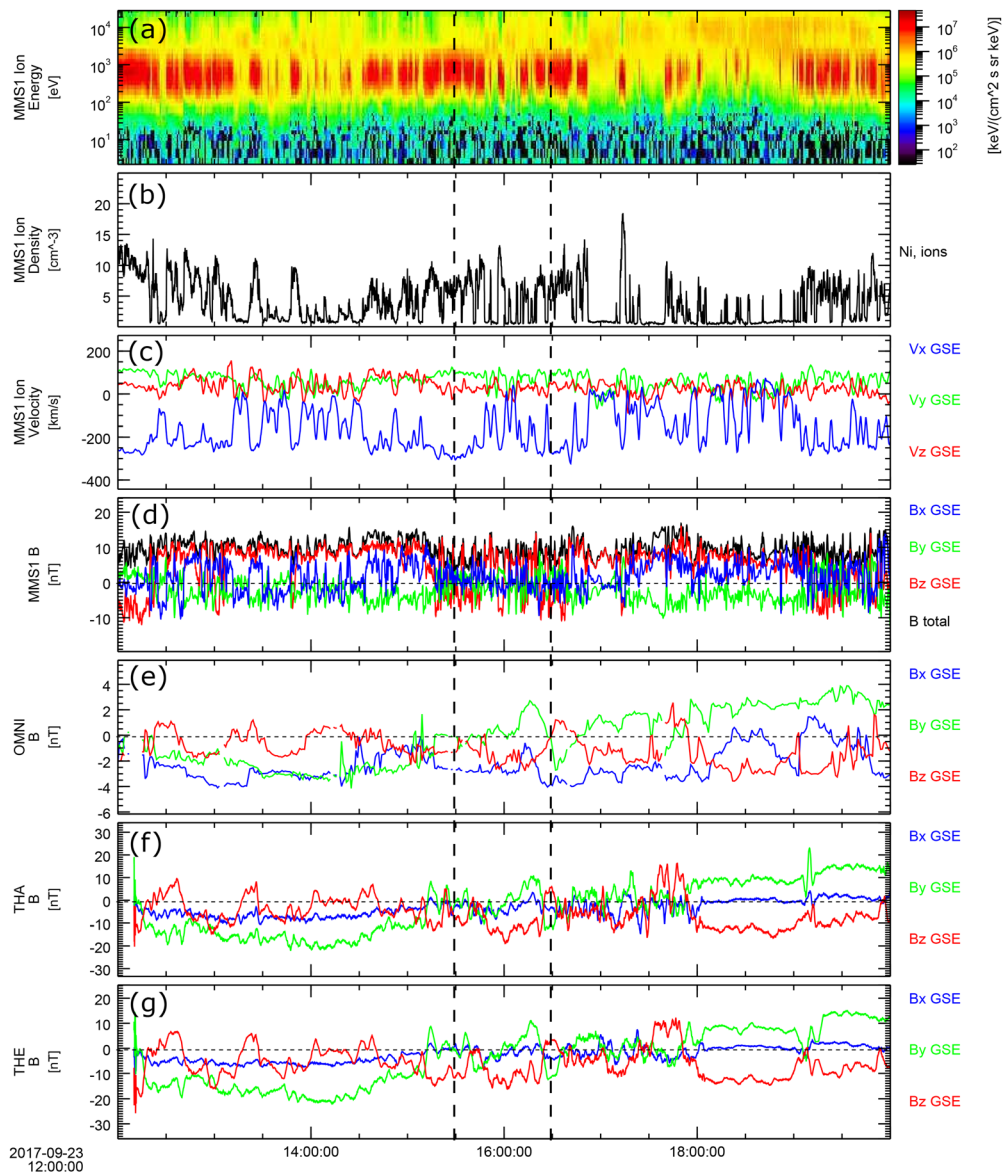 (a)
MMS1 Ion
Energy
[eV]
10^4
10^3
10^2
10^1
10^7
10^6
10^5
10^4
10^3
10^2
[keV/(cm^2 s sr keV)]
(b)
MMS1 Ion
Density
[cm^-3]
20
15
10
5
Ni, ions
(c)
MMS1 Ion
Velocity
[km/s]
200
0
-200
-400
Vx GSE
Vy GSE
Vz GSE
(d)
MMS1 B
[nT]
20
10
0
-10
Bx GSE
By GSE
Bz GSE
B total
(e)
OMNI
B
[nT]
4
2
0
-2
-4
-6
Bx GSE
By GSE
Bz GSE
(f)
THA
B
[nT]
30
20
10
0
-10
-20
-30
Bx GSE
By GSE
Bz GSE
(g)
THE
B
[nT]
20
10
0
-10
-20
-30
Bx GSE
By GSE
Bz GSE
2017-09-23
12:00:00
14:00:00
16:00:00
18:00:00